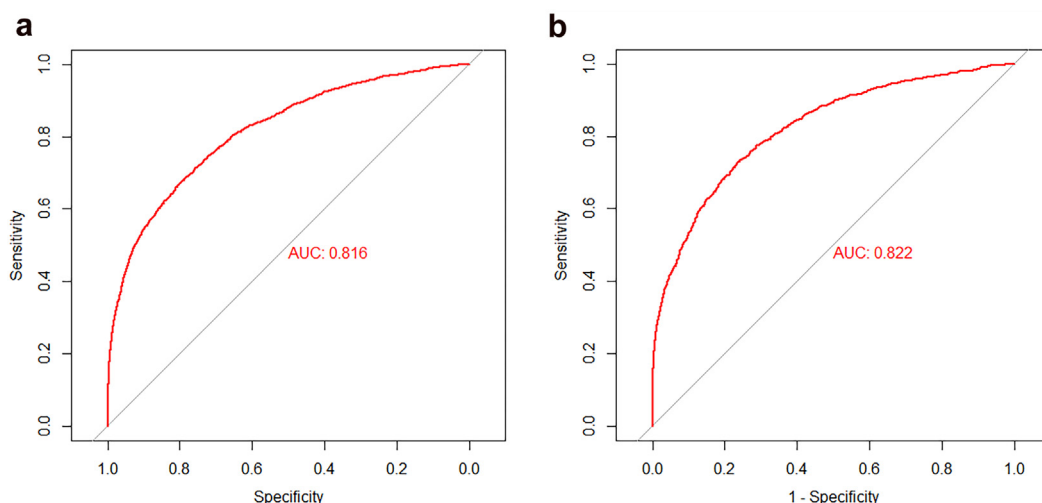 a
1.0
0.8
0.6
0.4
0.2
0.0
Sensitivity
AUC: 0.816
1.0 0.8 0.6 0.4 0.2 0.0
Specificity
b
1.0
0.8
0.6
0.4
0.2
0.0
Sensitivity
AUC: 0.822
0.0 0.2 0.4 0.6 0.8 1.0
1 - Specificity